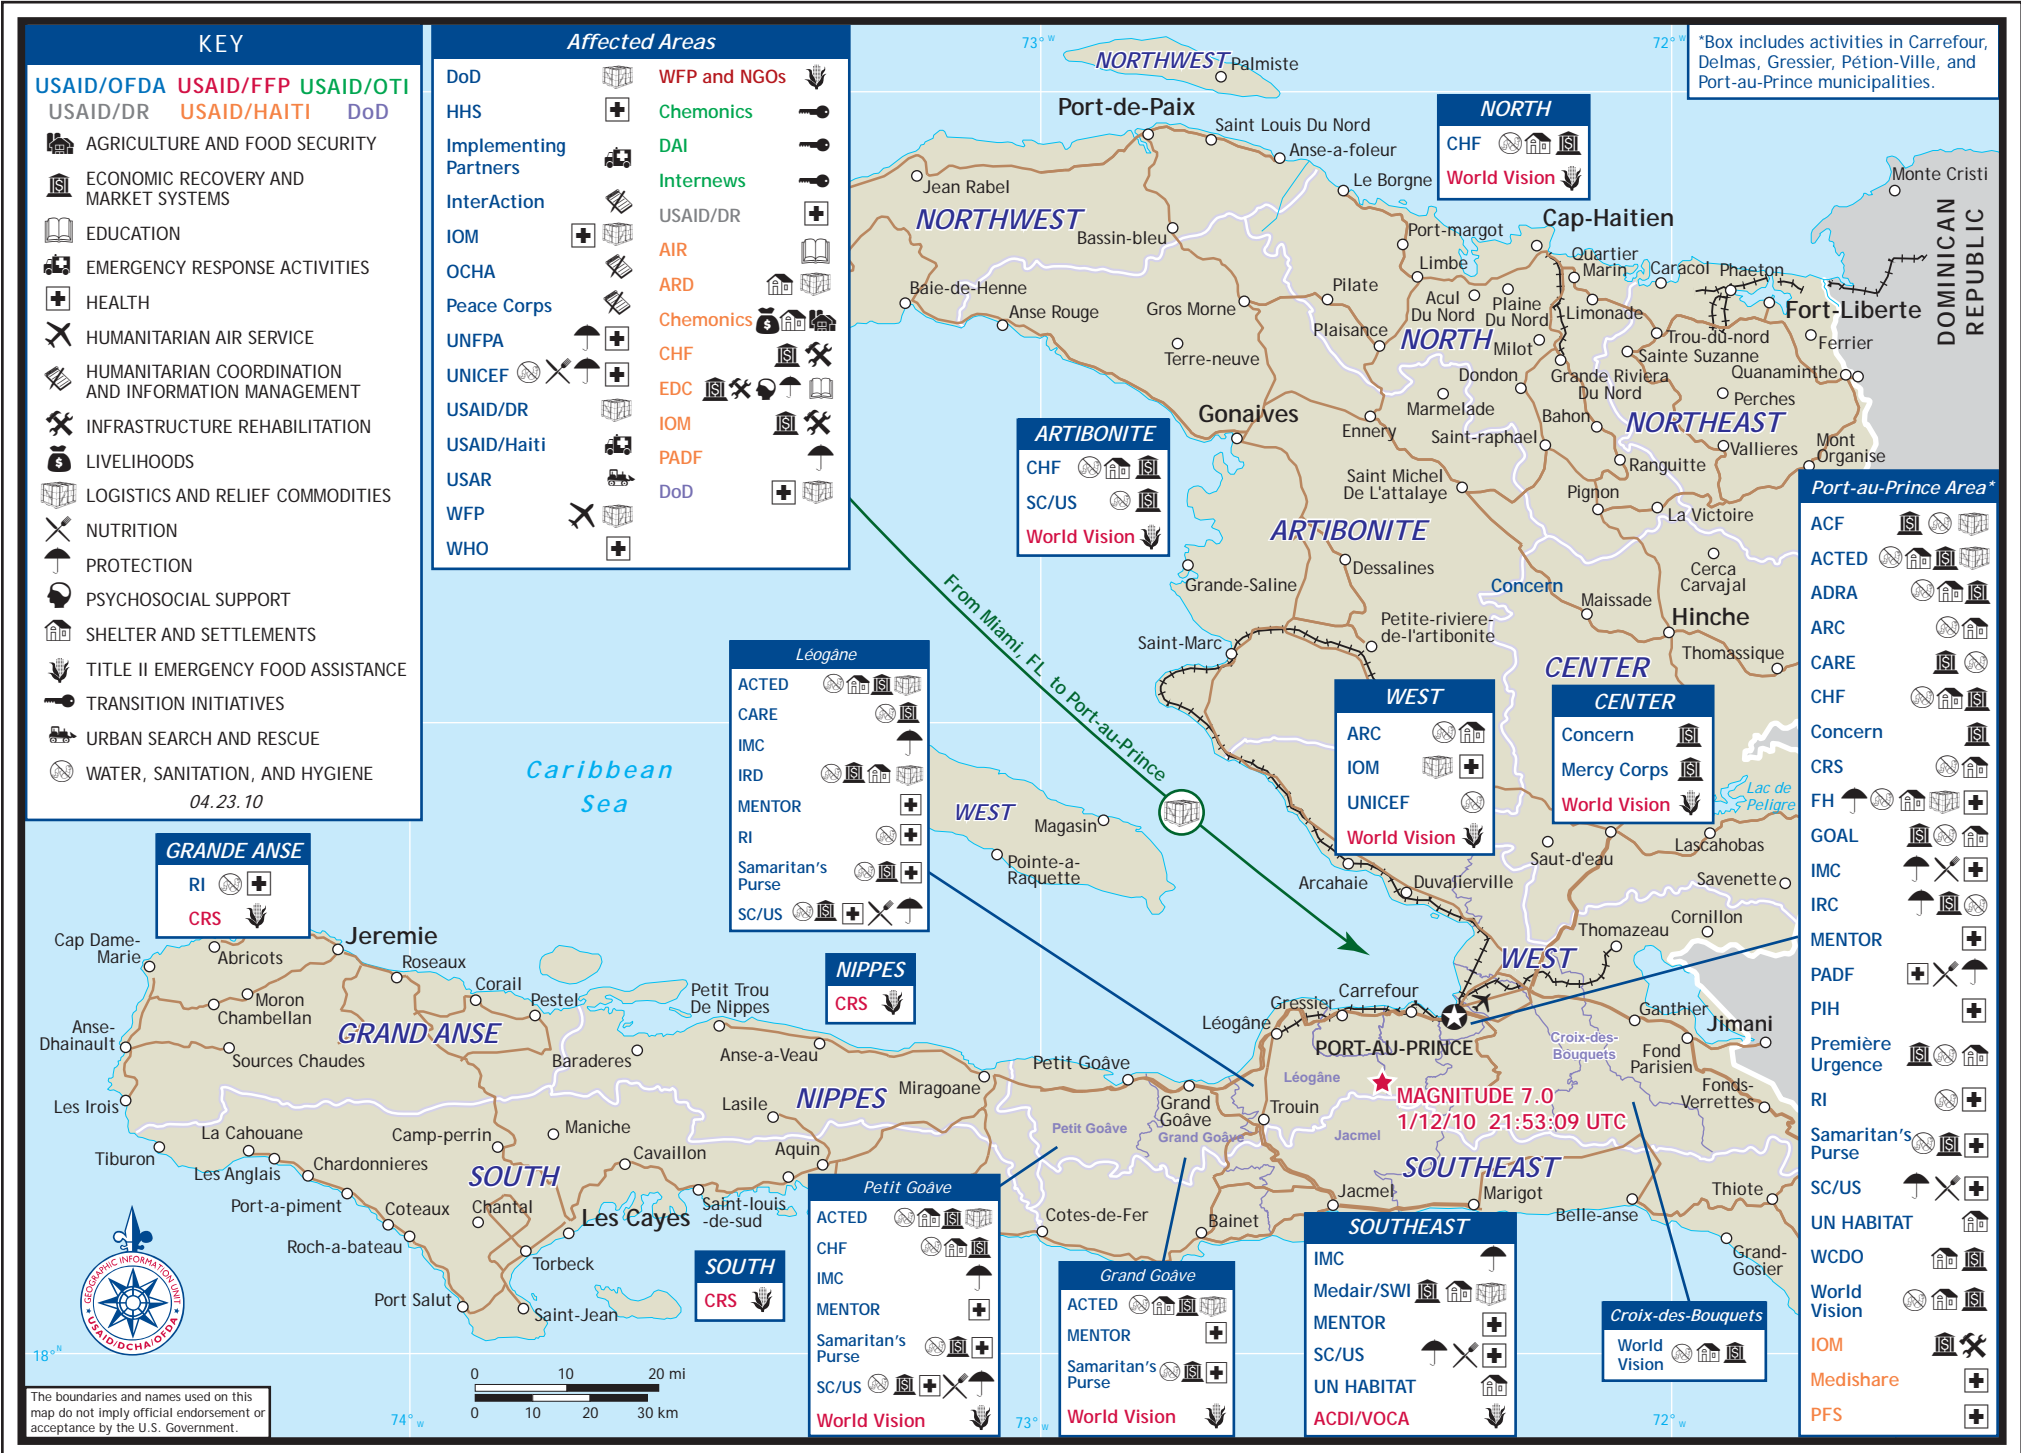 KEY
USAID/OFDA USAID/FFP USAID/OTI
USAID/DR USAID/HAITI DoD
AGRICULTURE AND FOOD SECURITY
ECONOMIC RECOVERY AND
MARKET SYSTEMS
EDUCATION
EMERGENCY RESPONSE ACTIVITIES
HEALTH
HUMANITARIAN AIR SERVICE
HUMANITARIAN COORDINATION
AND INFORMATION MANAGEMENT
INFRASTRUCTURE REHABILITATION
LIVELIHOODS
LOGISTICS AND RELIEF COMMODITIES
NUTRITION
PROTECTION
PSYCHOSOCIAL SUPPORT
SHELTER AND SETTLEMENTS
TITLE II EMERGENCY FOOD ASSISTANCE
TRANSITION INITIATIVES
URBAN SEARCH AND RESCUE
WATER, SANITATION, AND HYGIENE
04.23.10
Affected Areas
DoD
HHS
Implementing
Partners
InterAction
IOM
OCHA
Peace Corps
UNFPA
UNICEF
USAID/DR
USAID/Haiti
USAR
WFP
WHO
WFP and NGOs
Chemonics
DAI
Internews
USAID/DR
AIR
ARD
Chemonics
CHF
EDC
IOM
PADF
DoD
*Box includes activities in Carrefour,
Delmas, Gressier, Pétion-Ville, and
Port-au-Prince municipalities.
73° W
72° W
NORTHWEST
Palmiste
Port-de-Paix
Saint Louis Du Nord
Anse-a-foleur
Le Borgne
Jean Rabel
NORTHWEST
Bassin-bleu
Port-margot
Cap-Haitien
Limbe
Quartier
Marin
Caracol
Phaeton
Monte Cristi
DOMINICAN
REPUBLIC
Baie-de-Henne
Anse Rouge
Gros Morne
Pilate
Acul
Du Nord
Plaine
Du Nord
Limonade
Fort-Liberte
Plaisance
NORTH
Milot
Trou-du-nord
Sainte Suzanne
Ferrier
Terre-neuve
Dondon
Grande Riviera
Du Nord
Quanaminthe
Marmelade
Bahon
Perches
Gonaives
Ennery
Saint-raphael
NORTHEAST
Vallieres
Mont
Organise
Ranguitte
Saint Michel
De L'attalaye
Pignon
La Victoire
ARTIBONITE
Dessalines
Grande-Saline
Concern
Cerca
Carvajal
Maissade
Hinche
Petite-riviere-
de-l'artibonite
Saint-Marc
Thomassique
CENTER
NORTH
CHF
World Vision
ARTIBONITE
CHF
SC/US
World Vision
From Miami, FL to Port-au-Prince
Léogâne
ACTED
CARE
IMC
IRD
MENTOR
RI
Samaritan's
Purse
SC/US
Caribbean
Sea
WEST
Magasin
Pointe-a-
Raquette
WEST
ARC
IOM
UNICEF
World Vision
CENTER
Concern
Mercy Corps
World Vision
Lac de
Peligre
Lascahobas
Saut-d'eau
Savenette
Arcahaie
Duvalierville
Cornillon
Thomazeau
WEST
Port-au-Prince Area*
ACF
ACTED
ADRA
ARC
CARE
CHF
Concern
CRS
FH
GOAL
IMC
IRC
MENTOR
PADF
PIH
Première
Urgence
RI
Samaritan's
Purse
SC/US
UN HABITAT
WCDO
World
Vision
IOM
Medishare
PFS
GRANDE ANSE
RI
CRS
Cap Dame-
Marie
Abricots
Jeremie
Roseaux
Corail
Pestel
Moron
Chambellan
GRAND ANSE
Anse-
Dhainault
Sources Chaudes
Baraderes
Petit Trou
De Nippes
NIPPES
CRS
Anse-a-Veau
Miragoane
Petit Goâve
Les Irois
Lasile
NIPPES
La Cahouane
Camp-perrin
Maniche
Tiburon
Les Anglais
Chardonnieres
Cavaillon
Aquin
SOUTH
Port-a-piment
Coteaux
Chantal
Les Cayes
Saint-louis
-de-sud
Roch-a-bateau
Torbeck
Port Salut
Saint-Jean
SOUTH
CRS
Gressier
Carrefour
Léogâne
PORT-AU-PRINCE
Croix-des-
Bouquets
Ganthier
Jimani
Fond
Parisien
Fonds-
Verrettes
Léogâne
MAGNITUDE 7.0
1/12/10 21:53:09 UTC
Grand
Goâve
Trouin
Petit Goâve
Grand Goâve
Jacmel
SOUTHEAST
Jacmel
Marigot
Belle-anse
Thiote
Cotes-de-Fer
Bainet
Grand-
Gosier
Petit Goâve
ACTED
CHF
IMC
MENTOR
Samaritan's
Purse
SC/US
World Vision
Grand Goâve
ACTED
MENTOR
Samaritan's
Purse
World Vision
SOUTHEAST
IMC
Medair/SWI
MENTOR
SC/US
UN HABITAT
ACDI/VOCA
Croix-des-Bouquets
World
Vision
GEOGRAPHIC INFORMATION UNIT
USAID/DCHA/OFDA
18° N
The boundaries and names used on this
map do not imply official endorsement or
acceptance by the U.S. Government.
0 10 20 mi
0 10 20 30 km
74° W
73° W
72° W